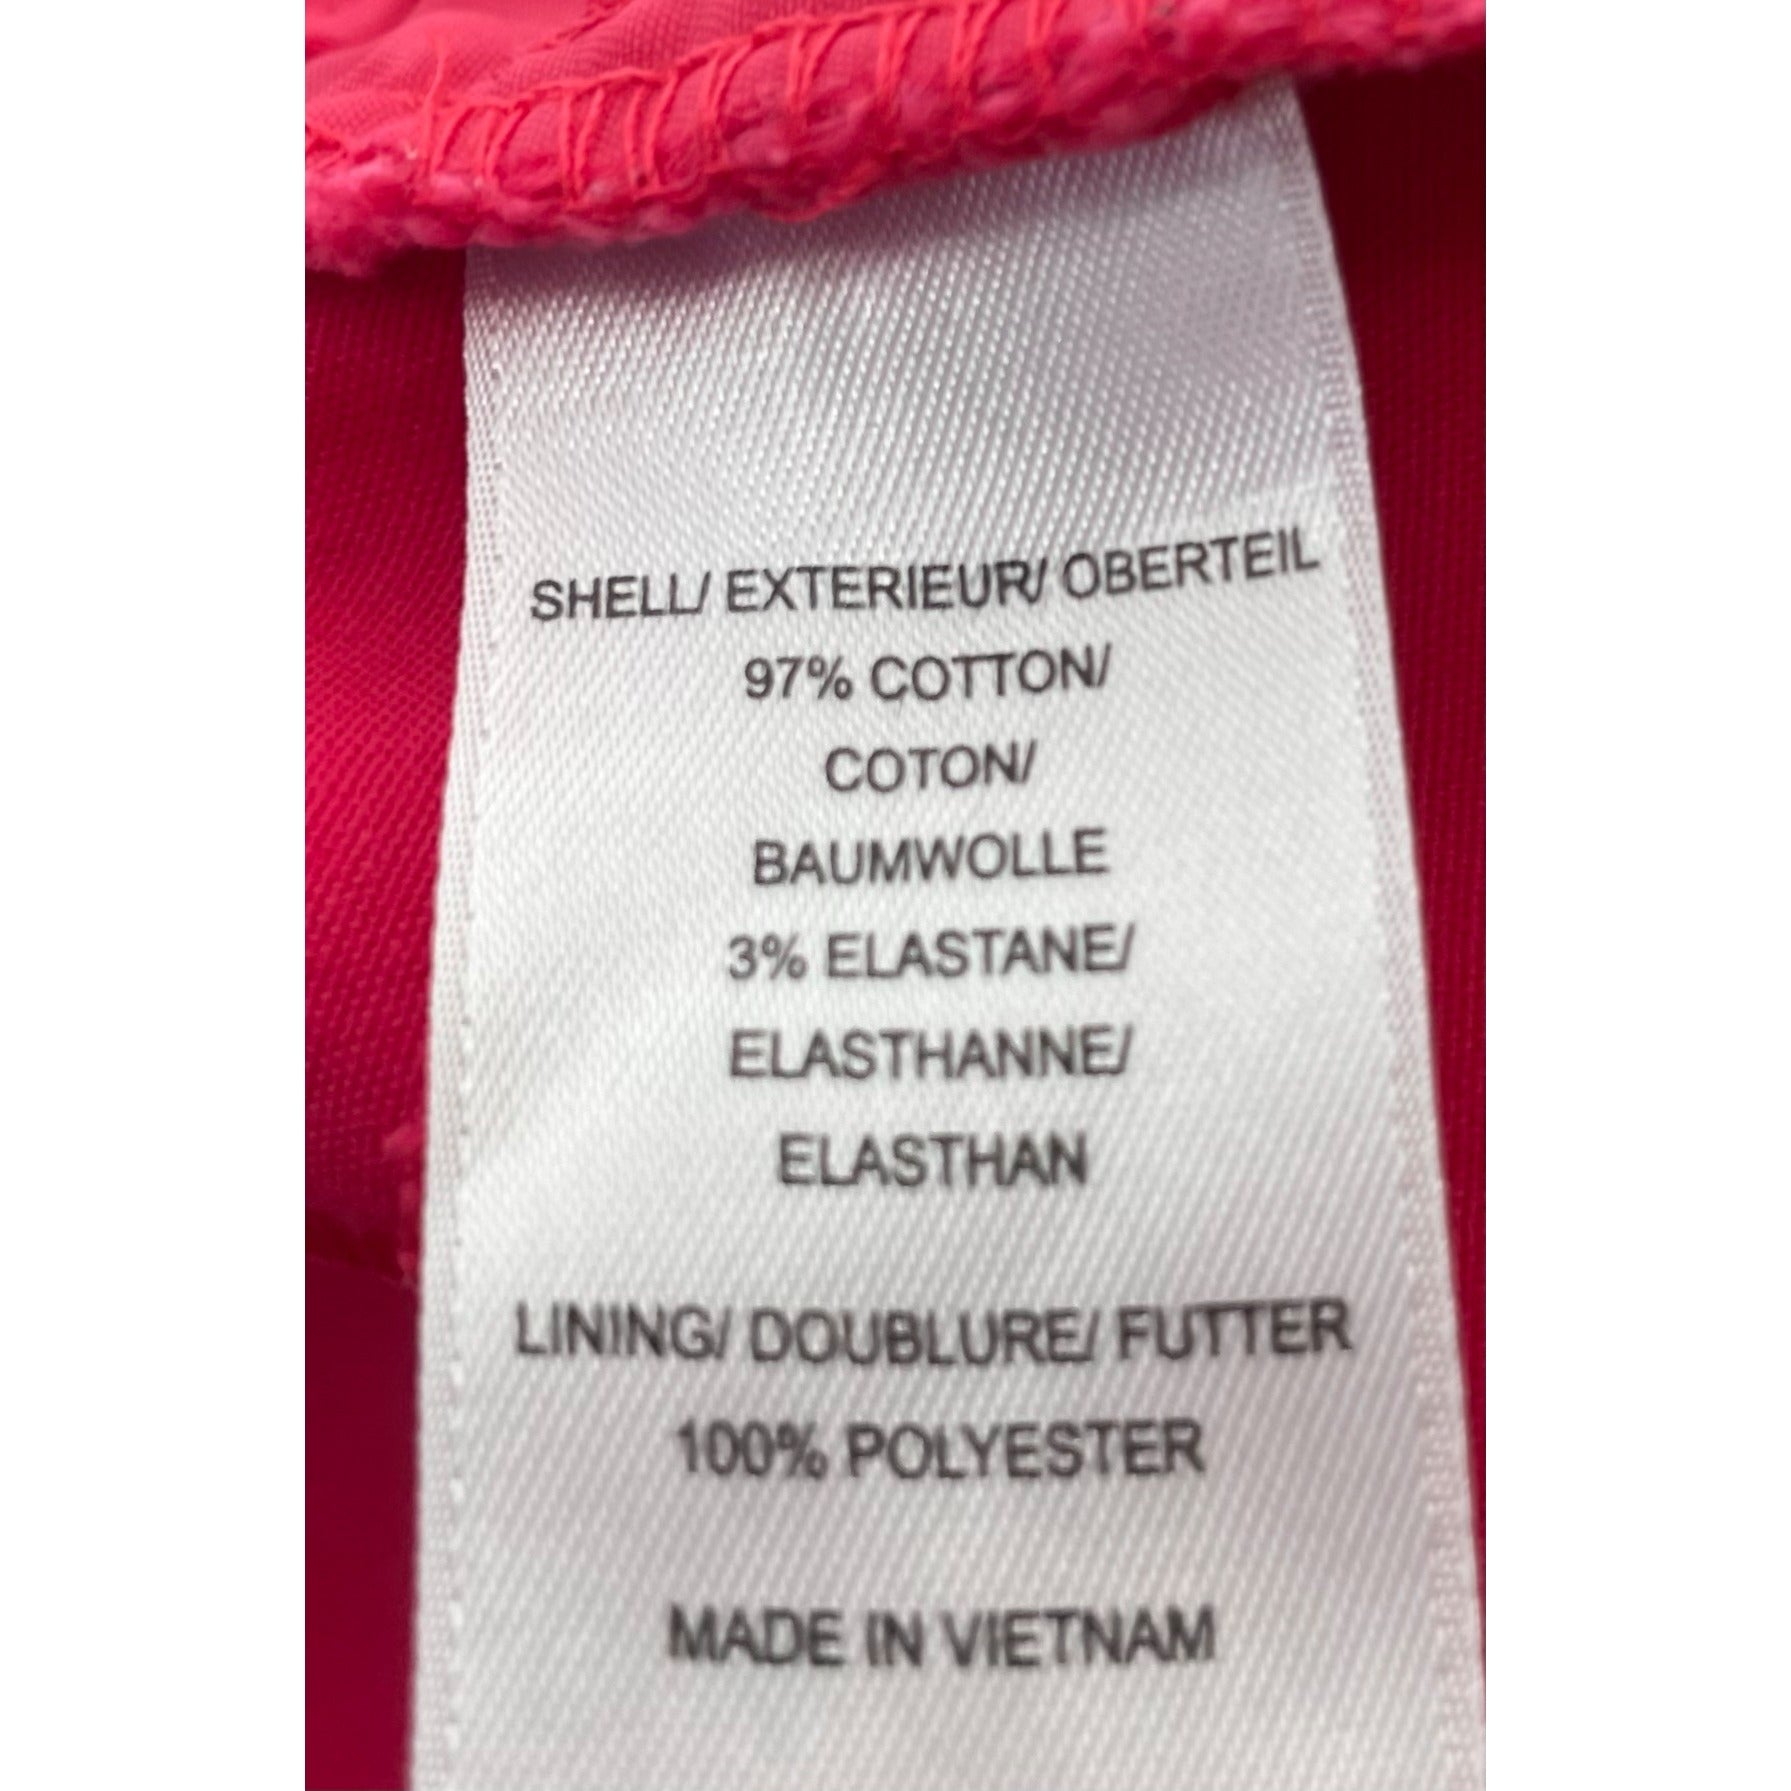 SHELL/ EXTERIEUR/ OBERTEIL
97% COTTON/
COTON/
BAUMWOLLE
3% ELASTANE/
ELASTHANNE/
ELASTHAN
LINING/ DOUBLURE/ FUTTER
100% POLYESTER
MADE IN VIETNAM